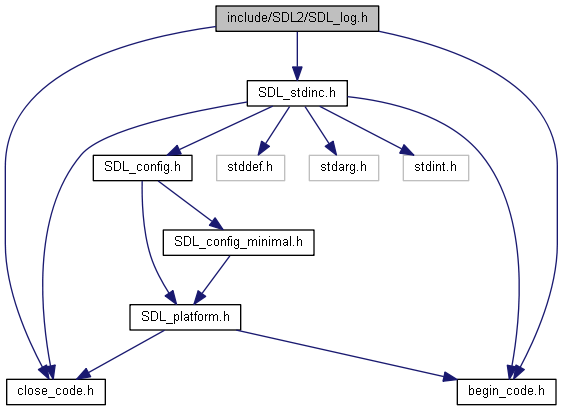 include/SDL2/SDL_log.h
SDL_stdinc.h
SDL_config.h
stddef.h
stdarg.h
stdint.h
SDL_config_minimal.h
SDL_platform.h
close_code.h
begin_code.h